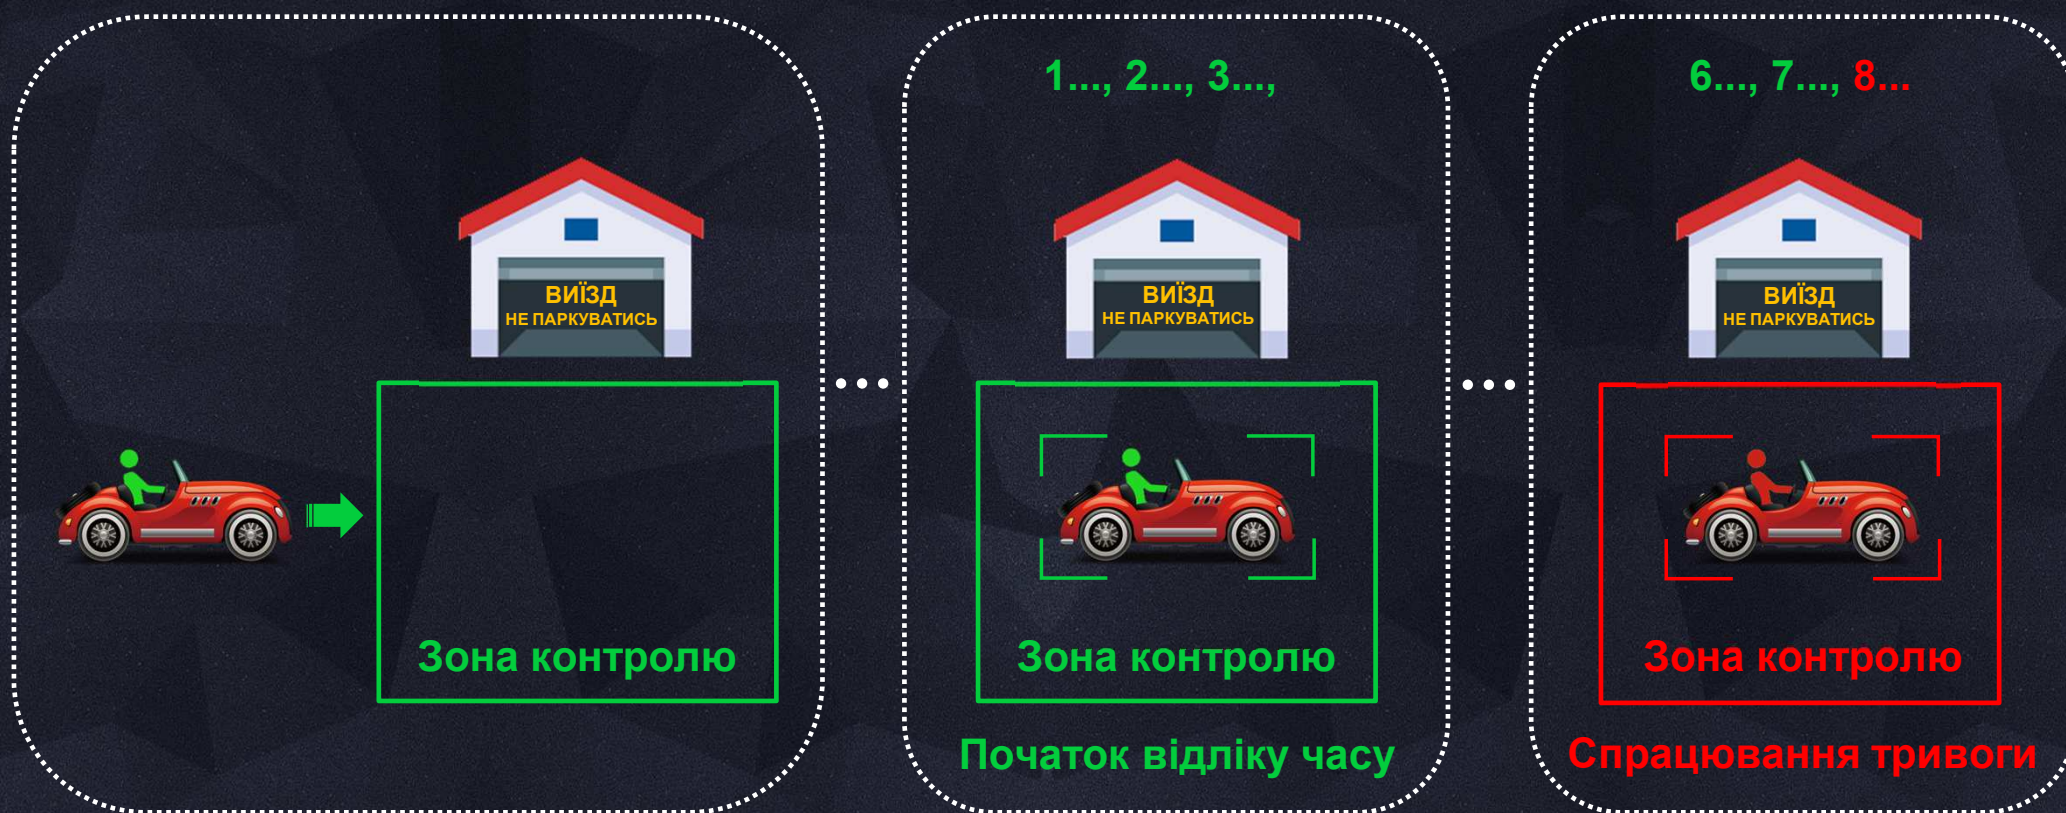 ВИЇЗД
НЕ ПАРКУВАТИСЬ
Зона контролю
1..., 2..., 3...,
ВИЇЗД
НЕ ПАРКУВАТИСЬ
Зона контролю
Початок відліку часу
6..., 7..., 8...
ВИЇЗД
НЕ ПАРКУВАТИСЬ
Зона контролю
Спрацювання тривоги